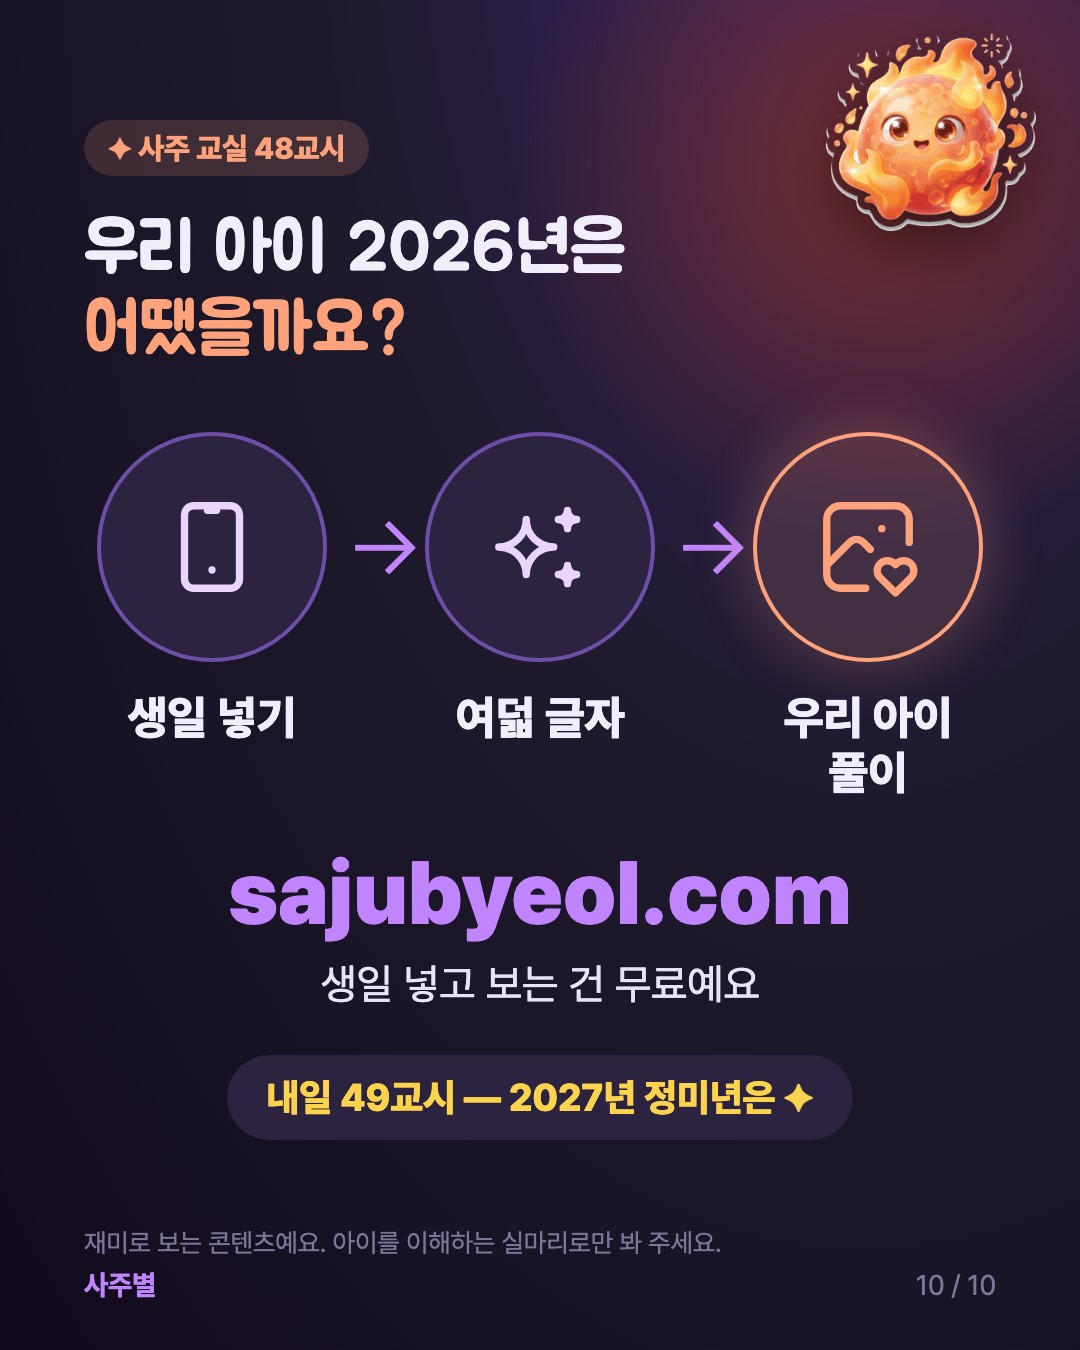 ✦ 사주 교실 48교시
우리 아이 2026년은
어땠을까요?
생일 넣기
여덟 글자
우리 아이
풀이
sajubyeol.com
생일 넣고 보는 건 무료예요
내일 49교시 — 2027년 정미년은 ✦
재미로 보는 콘텐츠예요. 아이를 이해하는 실마리로만 봐 주세요.
사주별
10 / 10